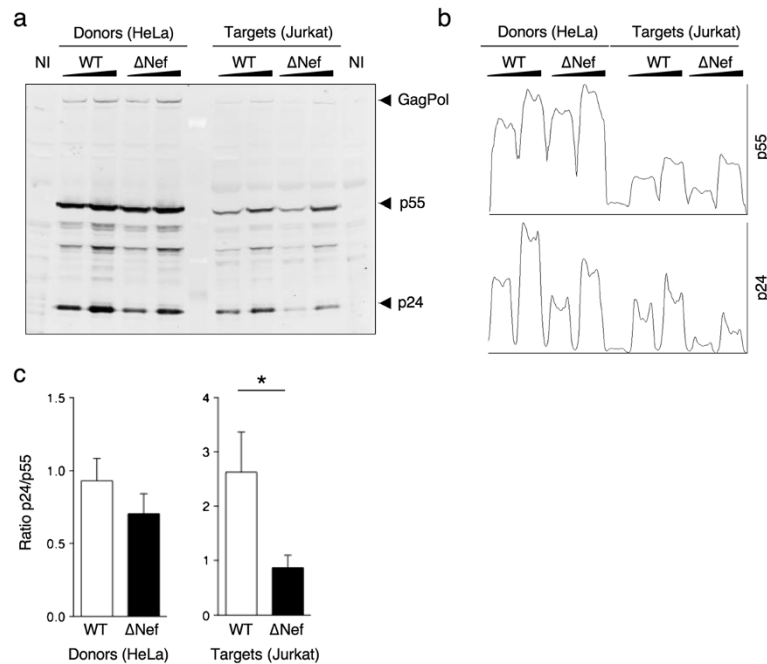 a
Donors (HeLa) Targets (Jurkat)
NI WT ΔNef WT ΔNef NI
GagPol
p55
p24
b
Donors (HeLa) Targets (Jurkat)
WT ΔNef WT ΔNef
p55
p24
c
Ratio p24/p55
1.5
1.0
0.5
0.0
WT ΔNef
Donors (HeLa)
*
4
3
2
1
0
WT ΔNef
Targets (Jurkat)